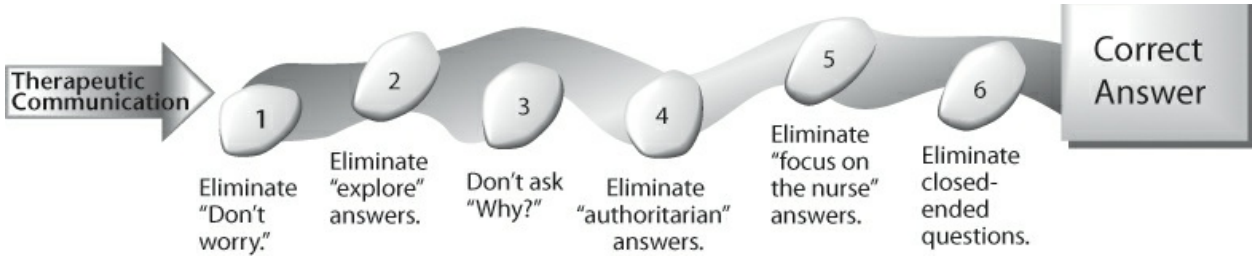 Therapeutic
Communication
1
Eliminate
“Don't
worry.”
2
Eliminate
“explore”
answers.
3
Don't ask
“Why?”
4
Eliminate
“authoritarian”
answers.
5
Eliminate
“focus on
the nurse”
answers.
6
Eliminate
closed-
ended
questions.
Correct
Answer